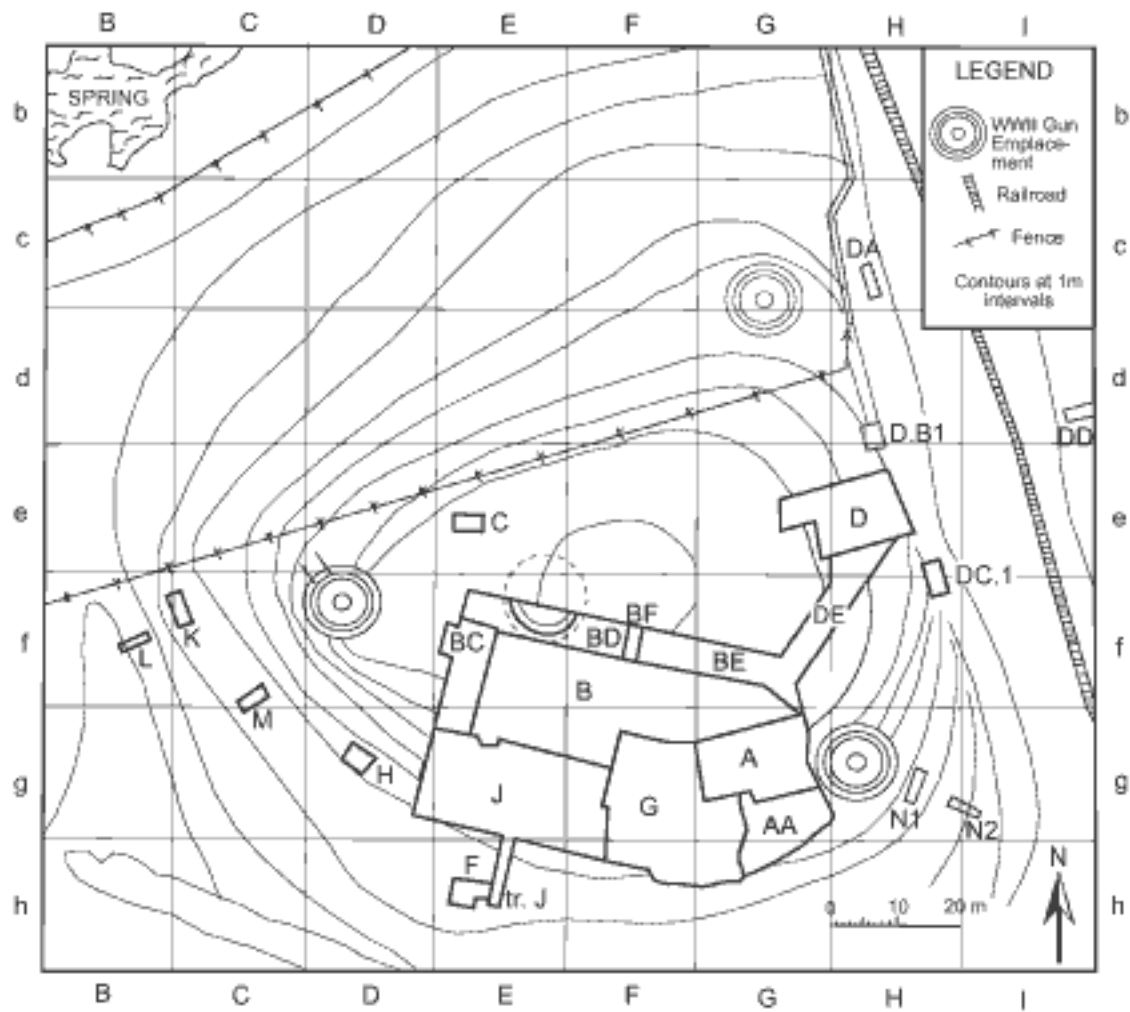 B C D E F G H I
LEGEND
SPRING
b b
WWII Gun
Emplace-
ment
Railroad
c c
DA
Fence
Contours at 1m
intervals
d d
D.B1
DD
e e
C
D
DC,1
DE
BF
f f
K
BC
BD
L
BE
B
M
A
g g
H
J
G
N1
AA
N2
N
F
h h
tr. J
0 10 20 m
B C D E F G H I